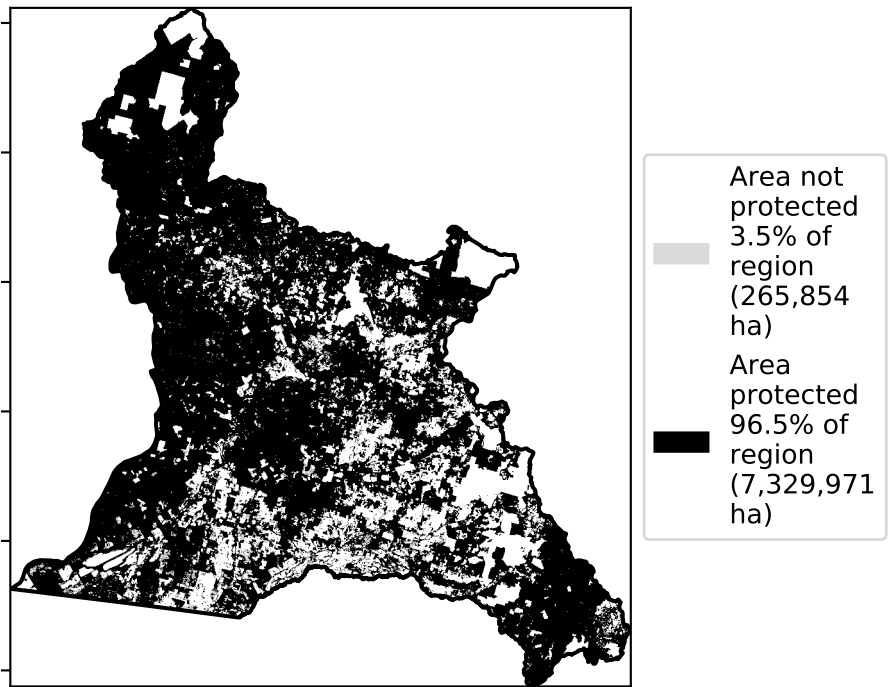 Area not
protected
3.5% of
region
(265,854
ha)
Area
protected
96.5% of
region
(7,329,971
ha)